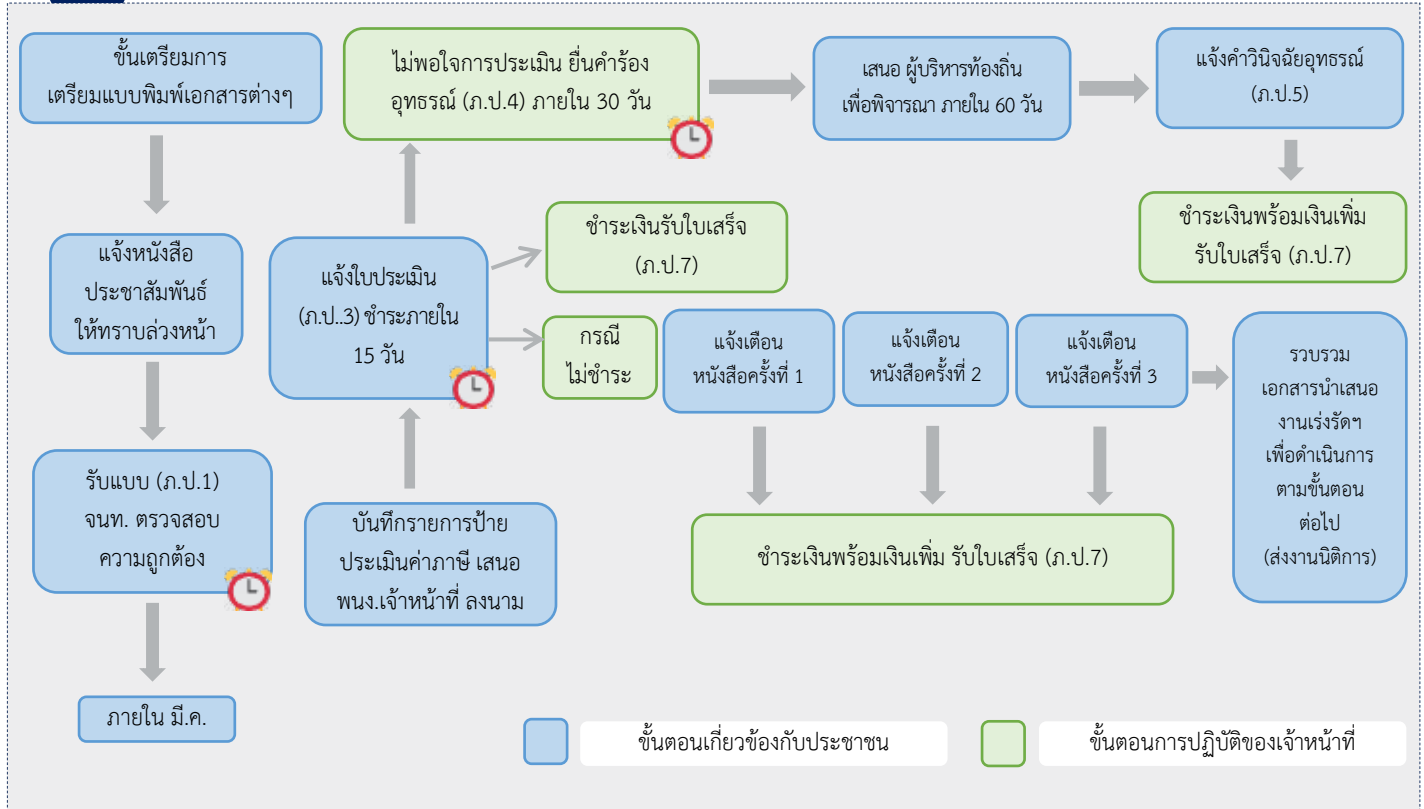 ขั้นเตรียมการ
เตรียมแบบพิมพ์เอกสารต่างๆ
ไม่พอใจการประเมิน ยื่นคำร้อง
อุทธรณ์ (ภ.ป.4) ภายใน 30 วัน
เสนอ ผู้บริหารท้องถิ่น
เพื่อพิจารณา ภายใน 60 วัน
แจ้งคำวินิจฉัยอุทธรณ์
(ภ.ป.5)
ชำระเงินพร้อมเงินเพิ่ม
รับใบเสร็จ (ภ.ป.7)
แจ้งหนังสือ
ประชาสัมพันธ์
ให้ทราบล่วงหน้า
แจ้งใบประเมิน
(ภ.ป..3) ชำระภายใน
15 วัน
ชำระเงินรับใบเสร็จ
(ภ.ป.7)
กรณี
ไม่ชำระ
แจ้งเตือน
หนังสือครั้งที่ 1
แจ้งเตือน
หนังสือครั้งที่ 2
แจ้งเตือน
หนังสือครั้งที่ 3
รวบรวม
เอกสารนำเสนอ
งานเร่งรัดฯ
เพื่อดำเนินการ
ตามขั้นตอน
ต่อไป
(ส่งงานนิติการ)
รับแบบ (ภ.ป.1)
จนท. ตรวจสอบ
ความถูกต้อง
บันทึกรายการป้าย
ประเมินค่าภาษี เสนอ
พนง.เจ้าหน้าที่ ลงนาม
ชำระเงินพร้อมเงินเพิ่ม รับใบเสร็จ (ภ.ป.7)
ภายใน มี.ค.
ขั้นตอนเกี่ยวข้องกับประชาชน
ขั้นตอนการปฏิบัติของเจ้าหน้าที่